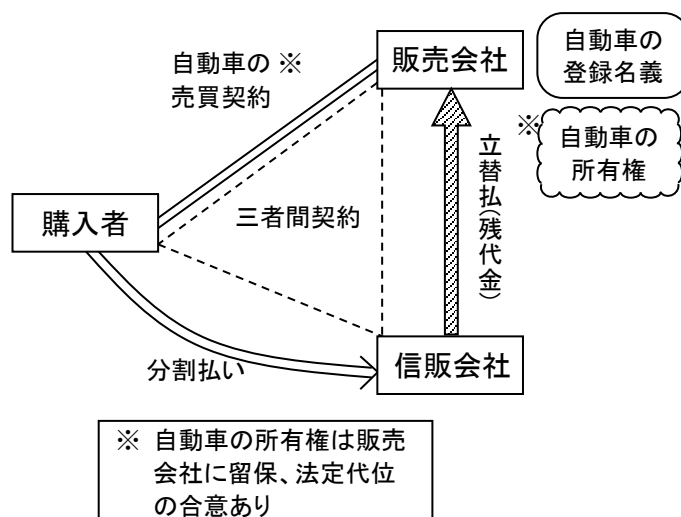 自動車の ※
売買契約
販売会社
自動車の
登録名義
※
自動車の
所有権
立替払(残代金)
購入者
三者間契約
分割払い
信販会社
※ 自動車の所有権は販売
会社に留保、法定代位
の合意あり